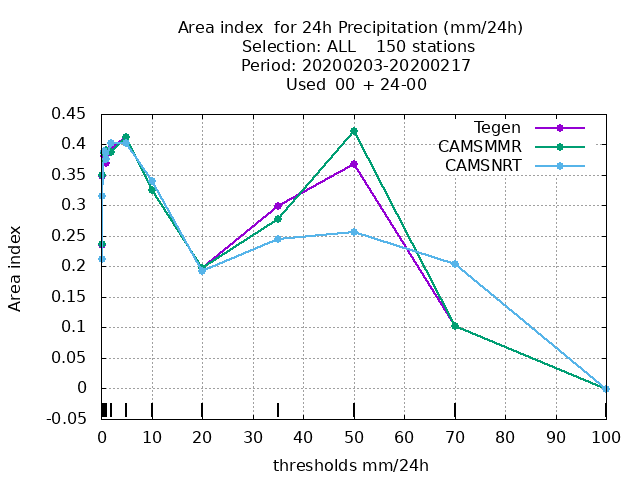 Area index  for 24h Precipitation (mm/24h)
Selection: ALL    150 stations
Period: 20200203-20200217
Used  00  + 24-00
0.45
0.4
0.35
0.3
0.25
0.2
0.15
0.1
0.05
0
-0.05
Area index
Tegen
CAMSMMR
CAMSNRT
0 10 20 30 40 50 60 70 80 90 100
thresholds mm/24h